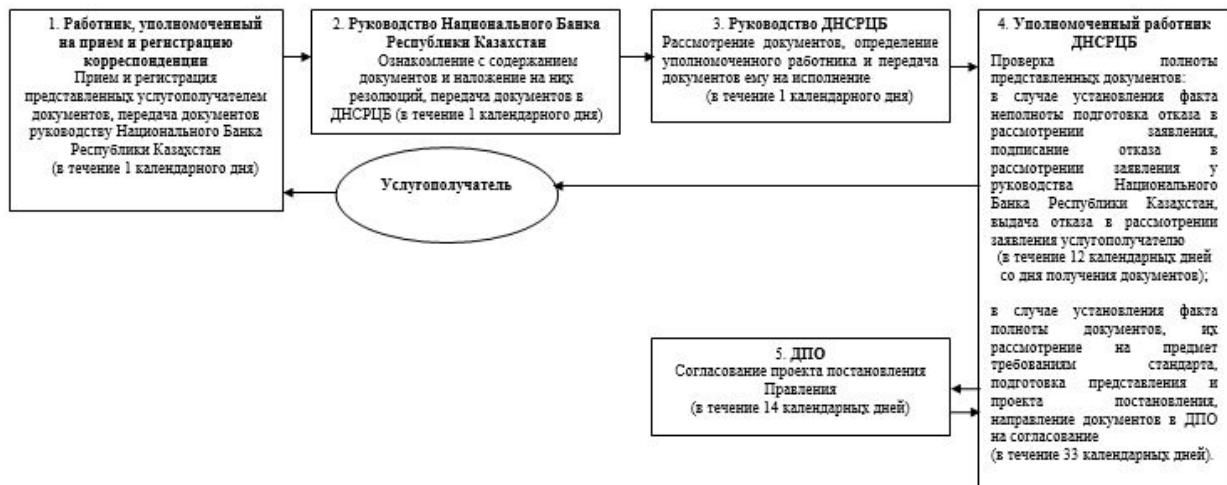 1. Работник, уполномоченный
на прием и регистрацию
корреспонденции
Прием и регистрация
представленных услугополучателем
документов, передача документов
руководству Национального Банка
Республики Казахстан
(в течение 1 календарного дня)
2. Руководство Национального Банка
Республики Казахстан
Ознакомление с содержанием
документов и наложение на них
резолюций, передача документов в
ДНСРЦБ (в течение 1 календарного дня)
3. Руководство ДНСРЦБ
Рассмотрение документов, определение
уполномоченного работника и передача
документов ему на исполнение
(в течение 1 календарного дня)
4. Уполномоченный работник
ДНСРЦБ
Проверка полноты
представленных документов:
в случае установления факта
неполноты подготовка отказа в
рассмотрении заявления,
подписание отказа в
рассмотрении заявления у
руководства Национального
Банка Республики Казахстан,
выдача отказа в рассмотрении
заявления услугополучателю
(в течение 12 календарных дней
со дня получения документов);
в случае установления факта
полноты документов, их
рассмотрение на предмет
требованиям стандарта,
подготовка представления и
проекта постановления,
направление документов в ДПО
на согласование
(в течение 33 календарных дней).
Услугополучатель
5. ДПО
Согласование проекта постановления
Правления
(в течение 14 календарных дней)